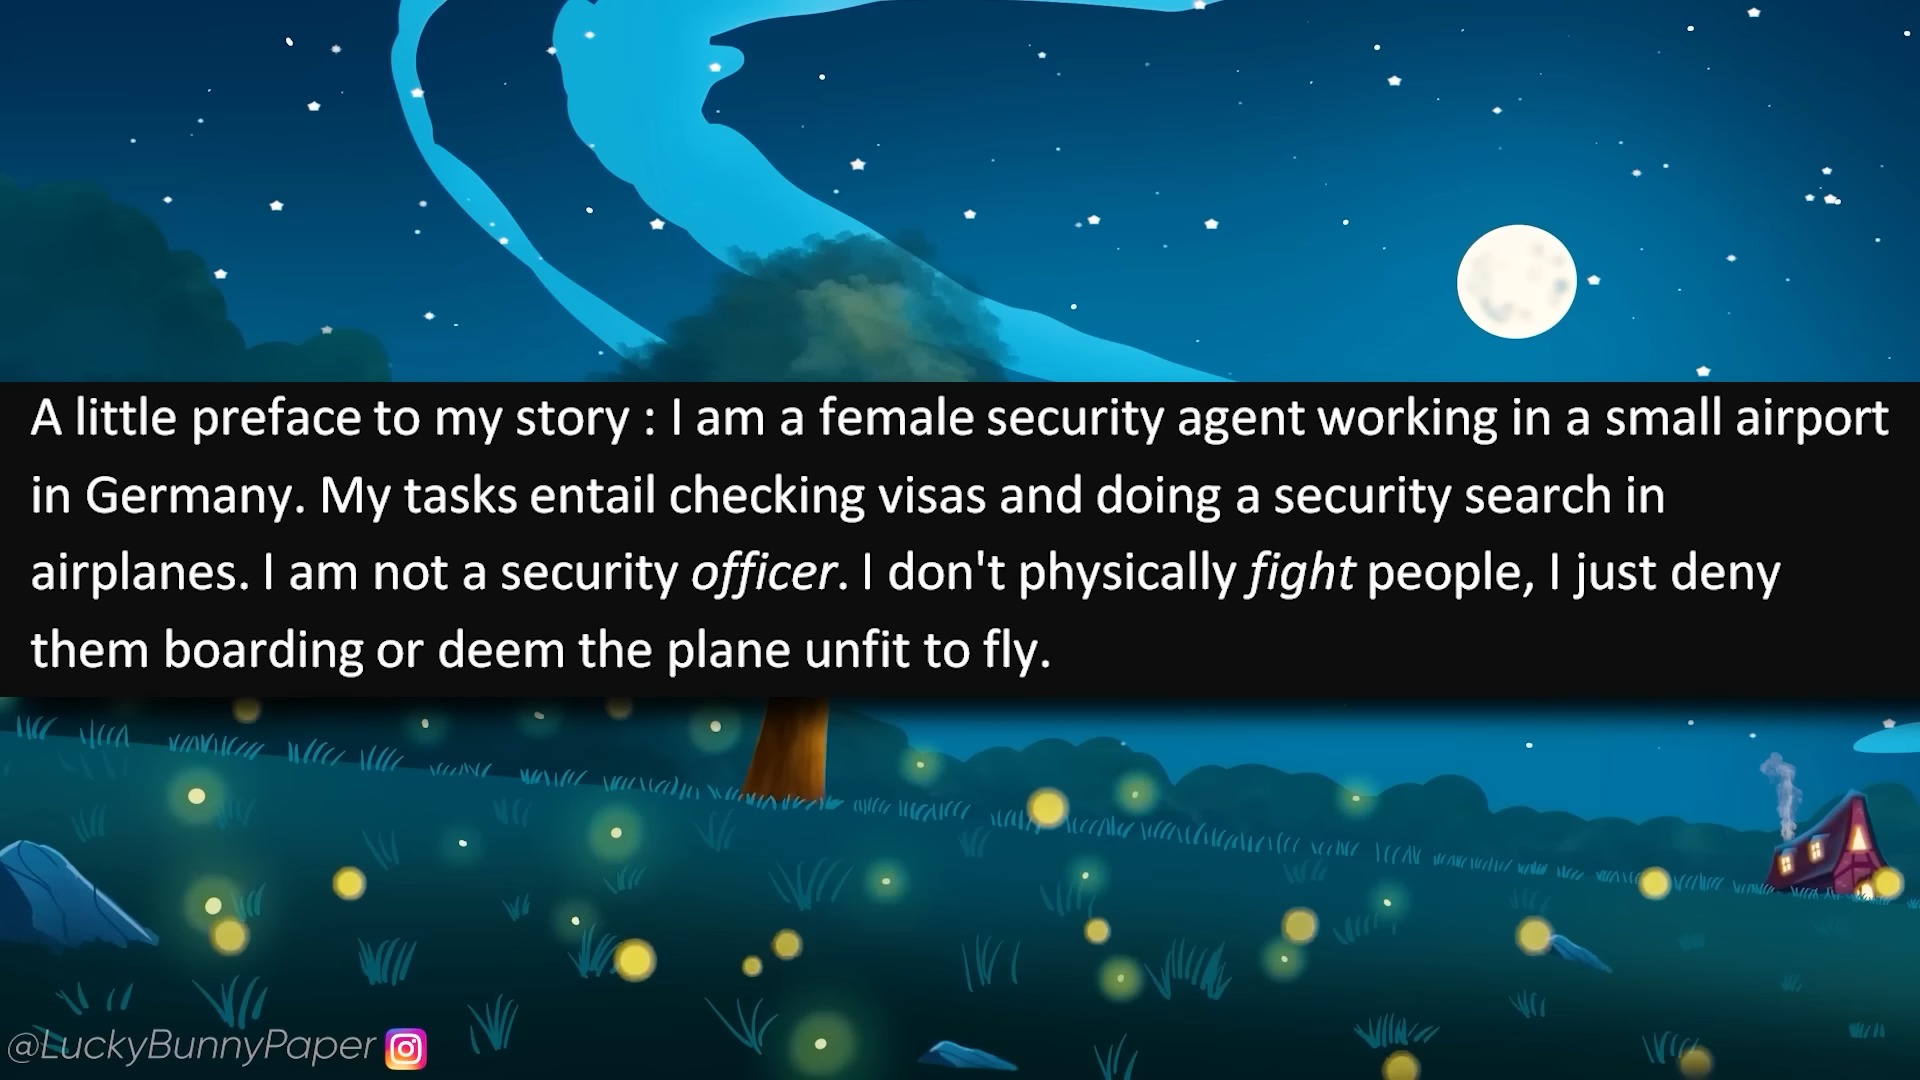 A little preface to my story : I am a female security agent working in a small airport
in Germany. My tasks entail checking visas and doing a security search in
airplanes. I am not a security officer. I don't physically fight people, I just deny
them boarding or deem the plane unfit to fly.
@LuckyBunnyPaper